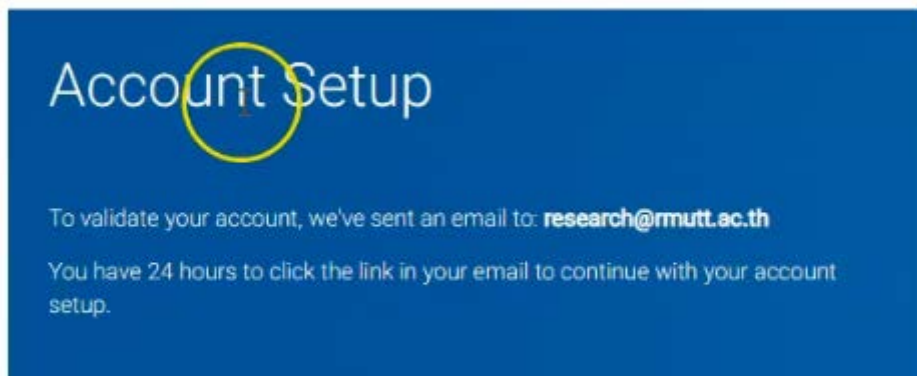 Account Setup
To validate your account, we've sent an email to: research@rmutt.ac.th
You have 24 hours to click the link in your email to continue with your account
setup.